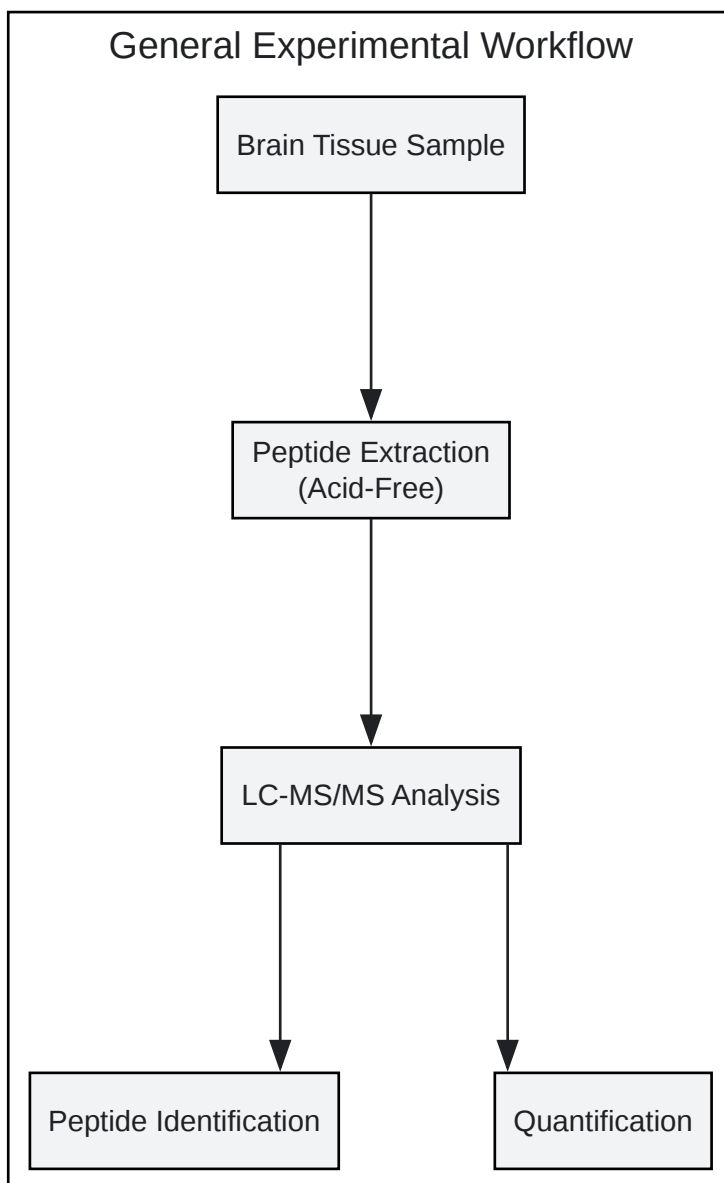 General Experimental Workflow
Brain Tissue Sample
Peptide Extraction
(Acid-Free)
LC-MS/MS Analysis
Peptide Identification
Quantification